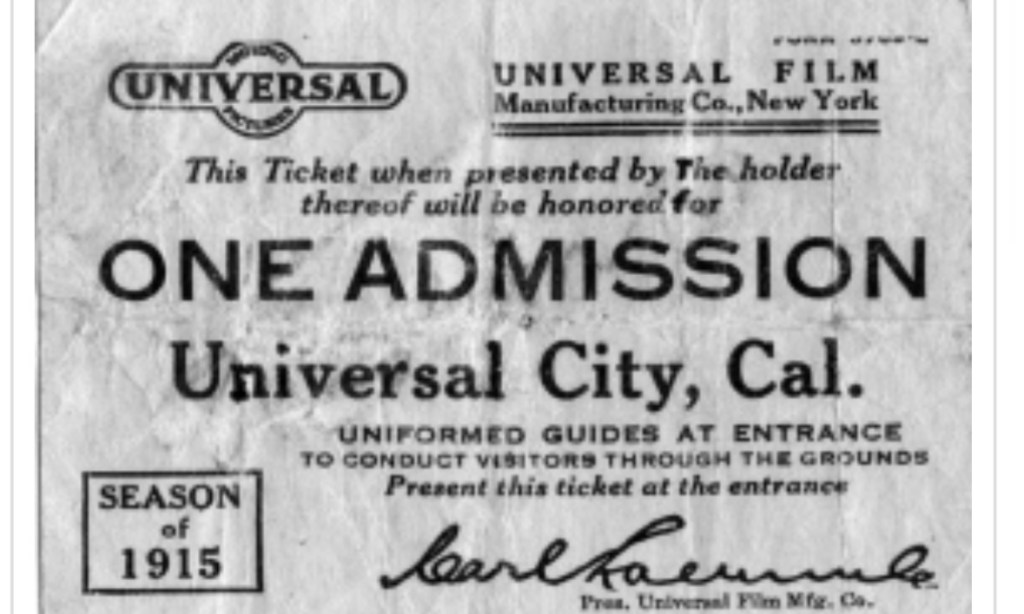 UNIVERSAL
PICTURES
UNIVERSAL FILM
Manufacturing Co., New York
This Ticket when presented by The holder
thereof will be honored for
ONE ADMISSION
Universal City, Cal.
UNIFORMED GUIDES AT ENTRANCE
TO CONDUCT VISITORS THROUGH THE GROUNDS
Present this ticket at the entrance
SEASON
of
1915
Carl Laemmle
Pres. Universal Film Mfg. Co.